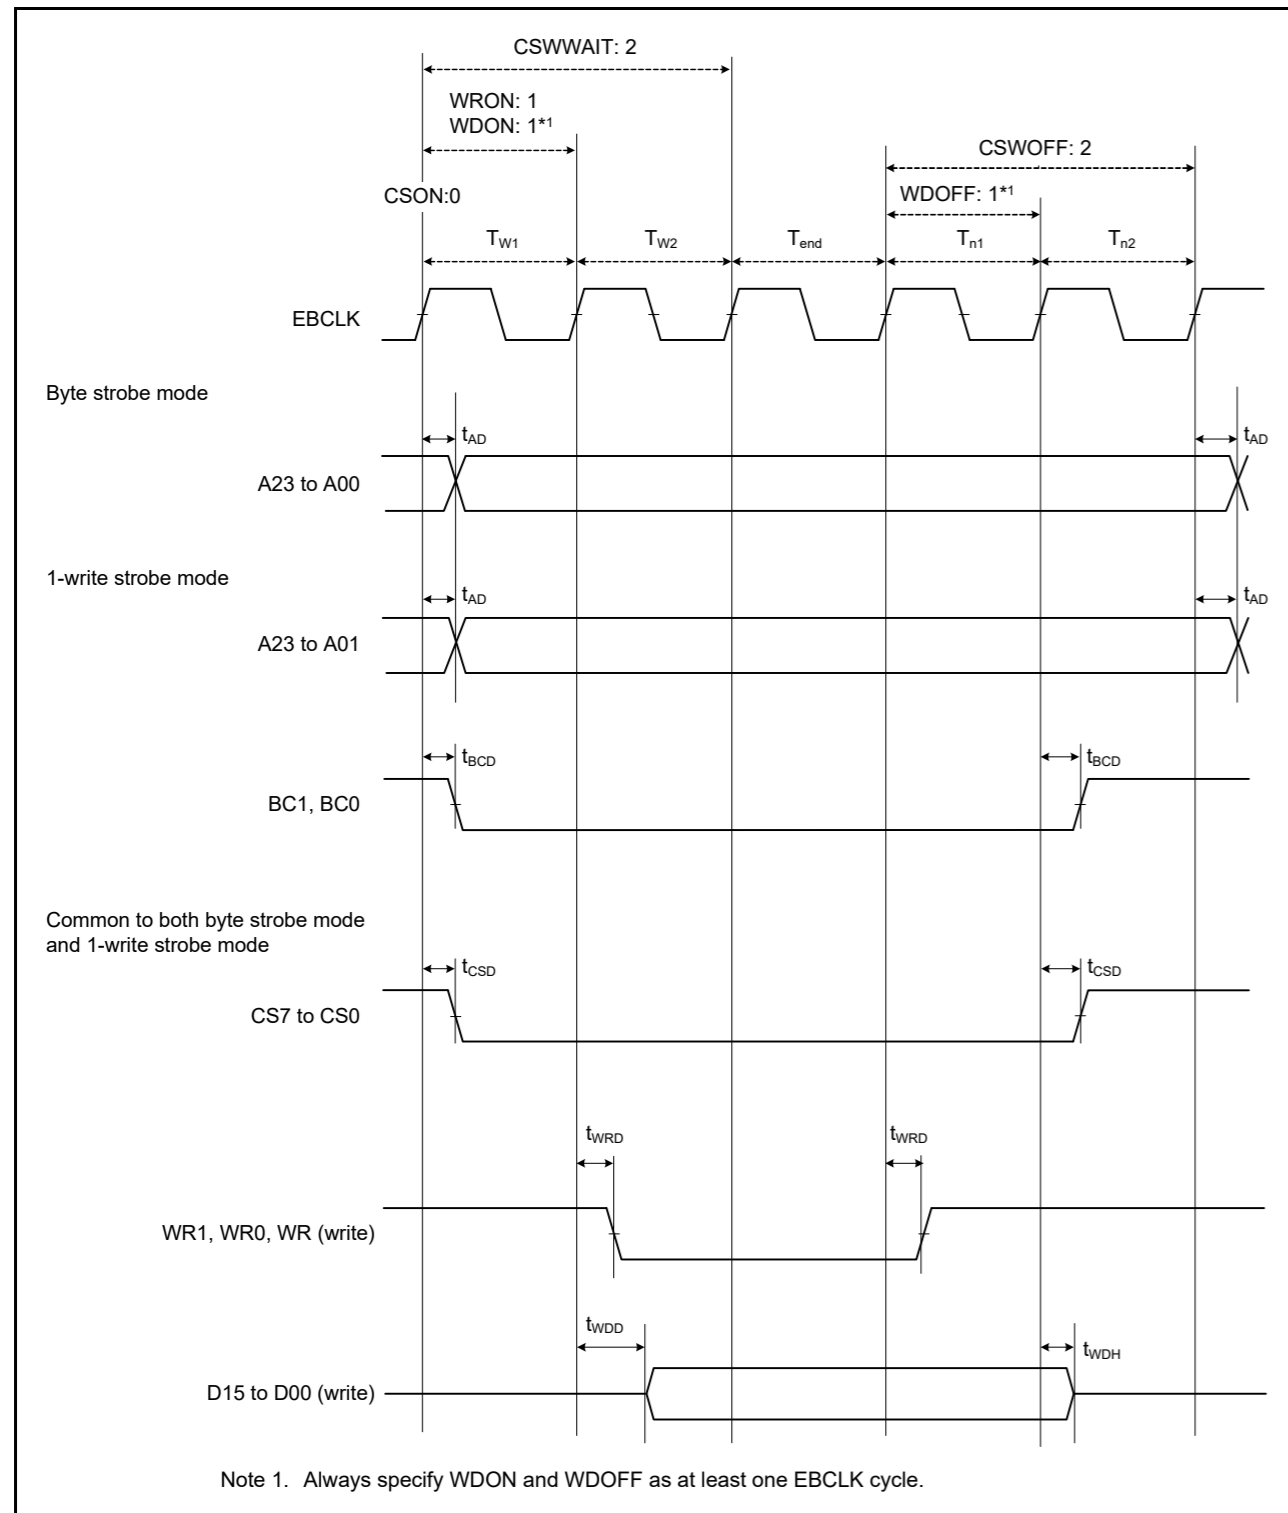 CSWWAIT: 2
WRON: 1
WDON: 1*1
CSWOFF: 2
CSON:0
WDOFF: 1*1
TW1 TW2 Tend Tn1 Tn2
EBCLK
Byte strobe mode
tAD tAD
A23 to A00
1-write strobe mode
tAD tAD
A23 to A01
tBCD tBCD
BC1, BC0
Common to both byte strobe mode
and 1-write strobe mode
tCSD tCSD
CS7 to CS0
tWRD tWRD
WR1, WR0, WR (write)
tWDD tWDH
D15 to D00 (write)
Note 1. Always specify WDON and WDOFF as at least one EBCLK cycle.